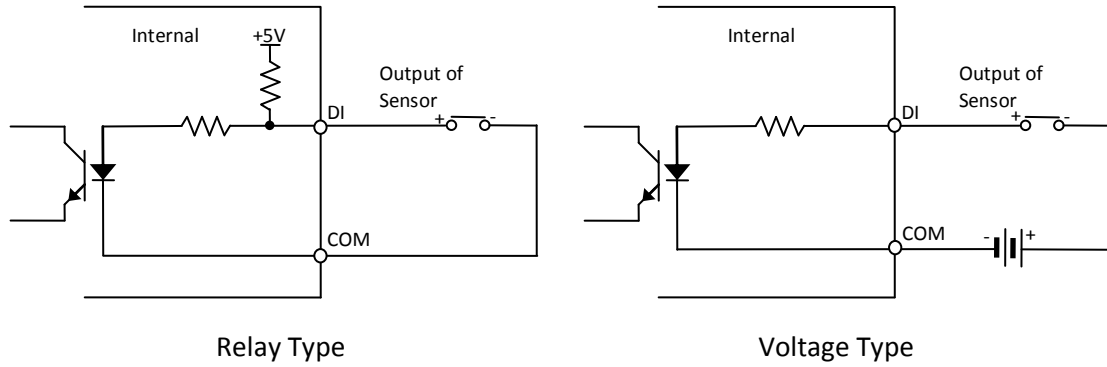 Internal
+5V
Output of
Sensor
DI
+ -
COM
Relay Type
Internal
Output of
Sensor
DI
+ -
COM
- +
Voltage Type